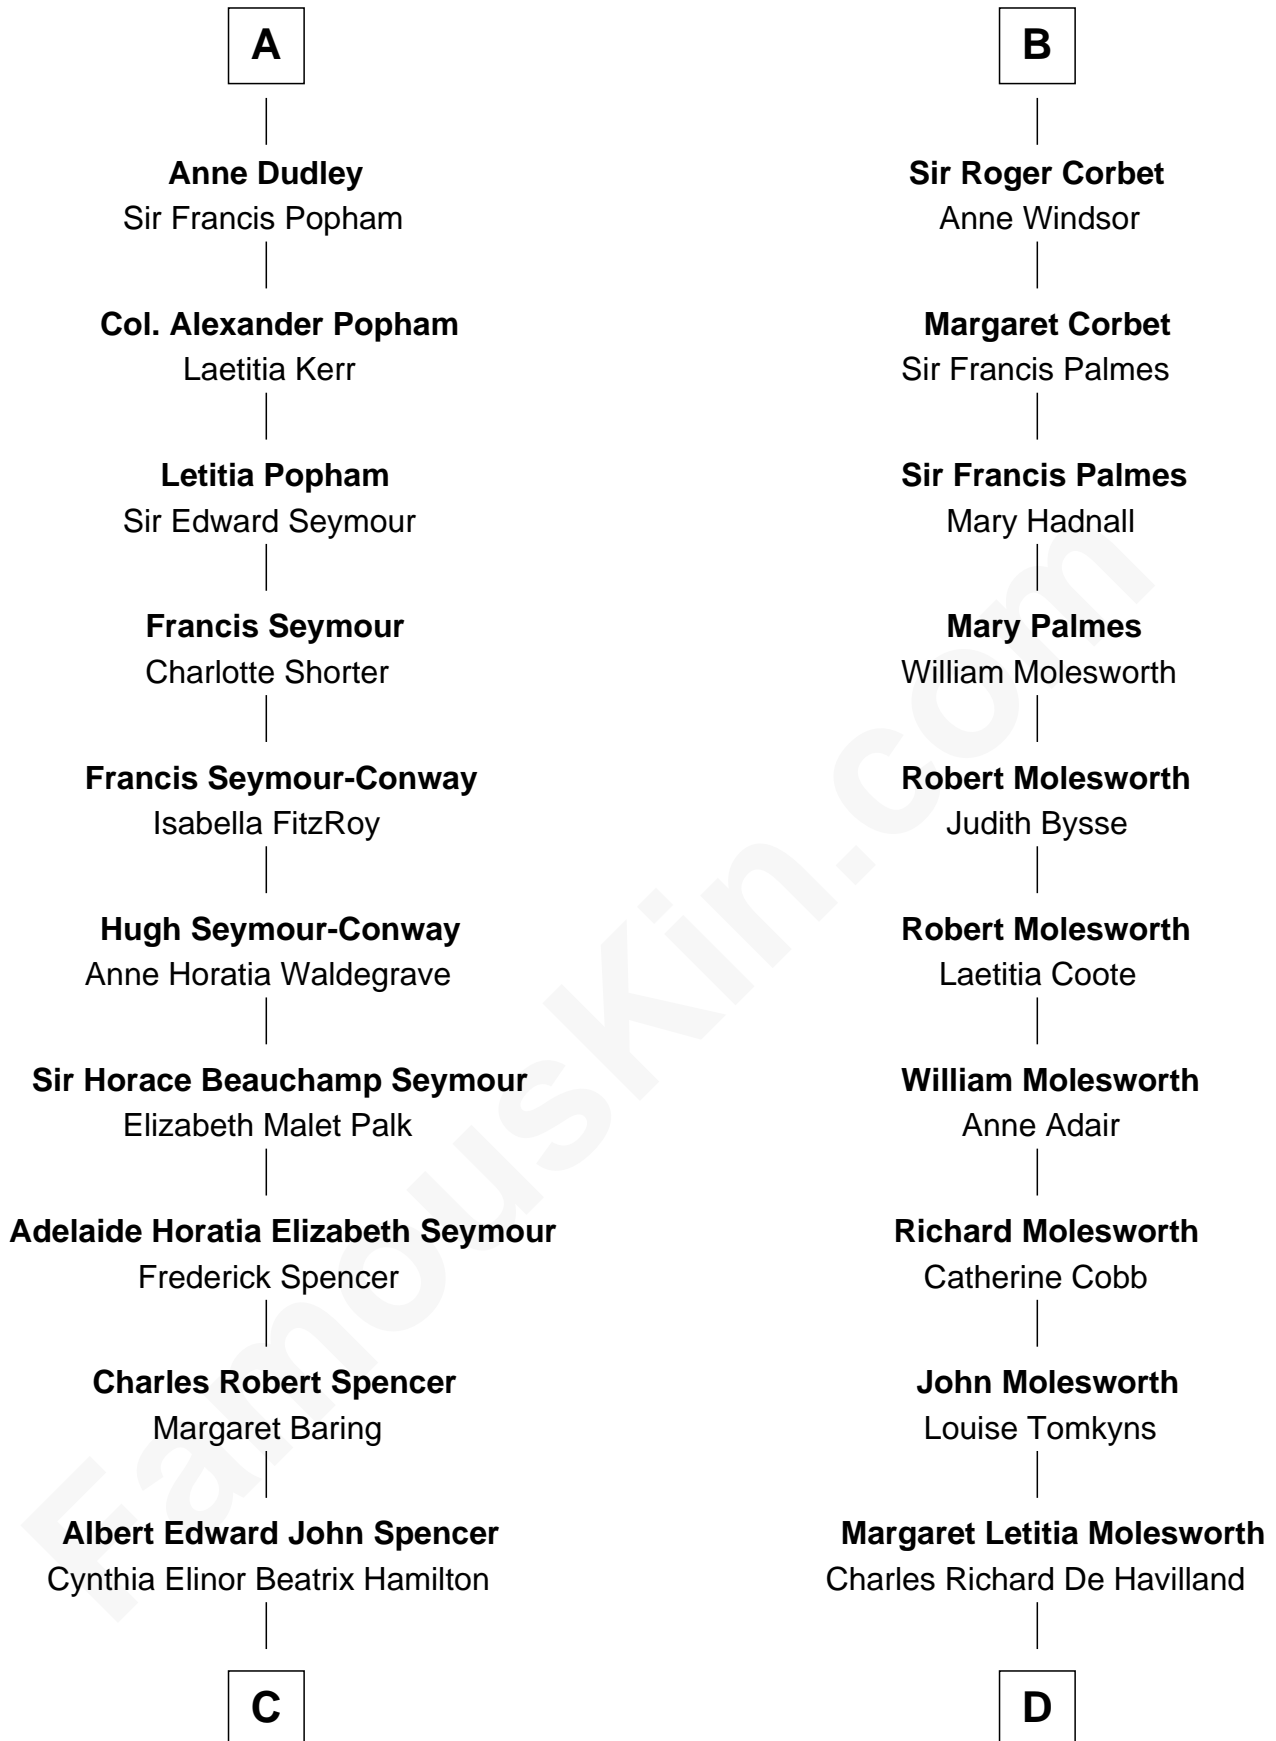 A
Anne Dudley
Sir Francis Popham
Col. Alexander Popham
Laetitia Kerr
Letitia Popham
Sir Edward Seymour
Francis Seymour
Charlotte Shorter
Francis Seymour-Conway
Isabella FitzRoy
Hugh Seymour-Conway
Anne Horatia Waldegrave
Sir Horace Beauchamp Seymour
Elizabeth Malet Palk
Adelaide Horatia Elizabeth Seymour
Frederick Spencer
Charles Robert Spencer
Margaret Baring
Albert Edward John Spencer
Cynthia Elinor Beatrix Hamilton
C
B
Sir Roger Corbet
Anne Windsor
Margaret Corbet
Sir Francis Palmes
Sir Francis Palmes
Mary Hadnall
Mary Palmes
William Molesworth
Robert Molesworth
Judith Bysse
Robert Molesworth
Laetitia Coote
William Molesworth
Anne Adair
Richard Molesworth
Catherine Cobb
John Molesworth
Louise Tomkyns
Margaret Letitia Molesworth
Charles Richard De Havilland
D
FamousKin.com